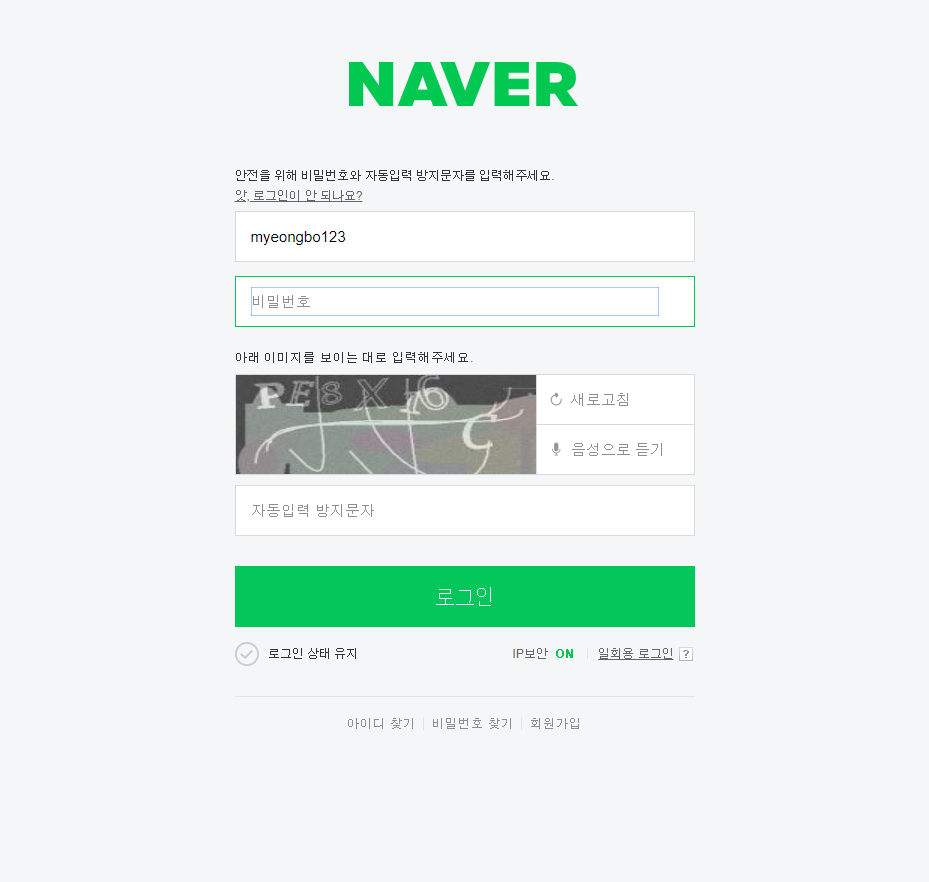 NAVER
안전을 위해 비밀번호와 자동입력 방지문자를 입력해주세요.
앗, 로그인이 안 되나요?
myeongbo123
비밀번호
아래 이미지를 보이는 대로 입력해주세요.
새로고침
음성으로 듣기
자동입력 방지문자
로그인
로그인 상태 유지
IP보안 ON
일회용 로그인 ?
아이디 찾기 비밀번호 찾기 회원가입